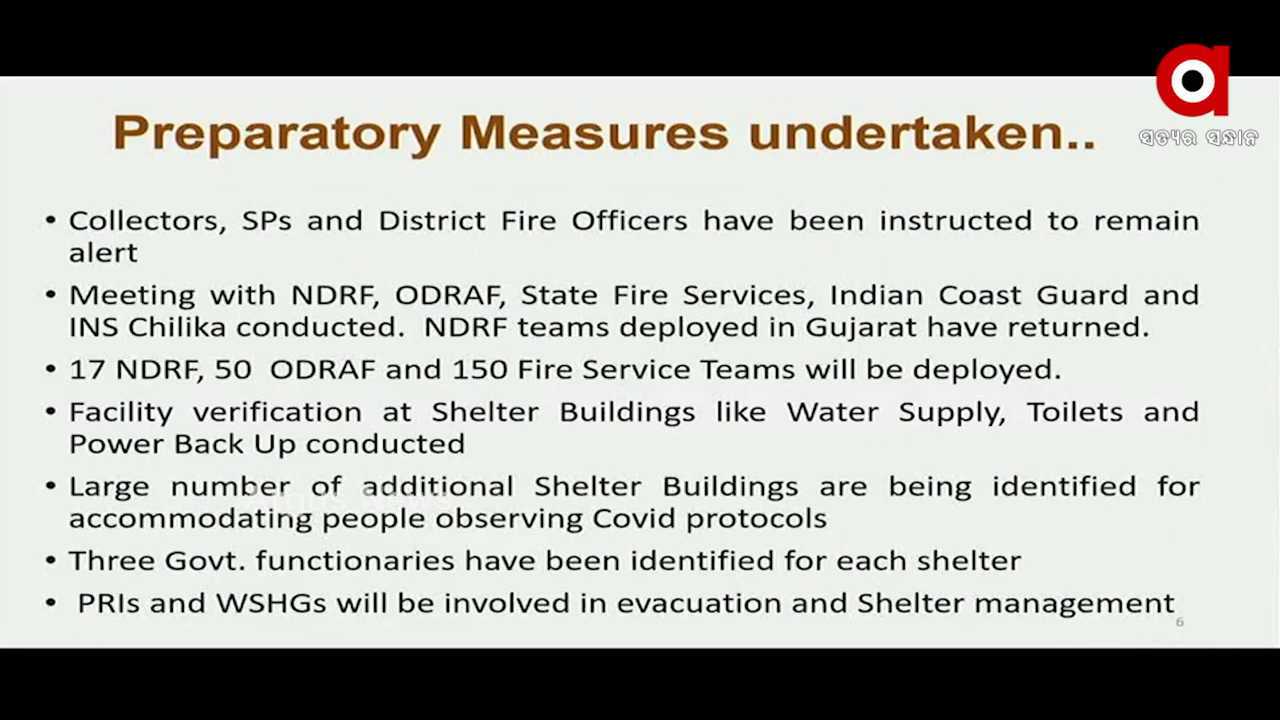 ସତ୍ୟର ସନ୍ଧାନ
Preparatory Measures undertaken..
• Collectors, SPs and District Fire Officers have been instructed to remain
alert
• Meeting with NDRF, ODRAF, State Fire Services, Indian Coast Guard and
INS Chilika conducted. NDRF teams deployed in Gujarat have returned.
• 17 NDRF, 50 ODRAF and 150 Fire Service Teams will be deployed.
• Facility verification at Shelter Buildings like Water Supply, Toilets and
Power Back Up conducted
• Large number of additional Shelter Buildings are being identified for
accommodating people observing Covid protocols
• Three Govt. functionaries have been identified for each shelter
• PRIs and WSHGs will be involved in evacuation and Shelter management
6